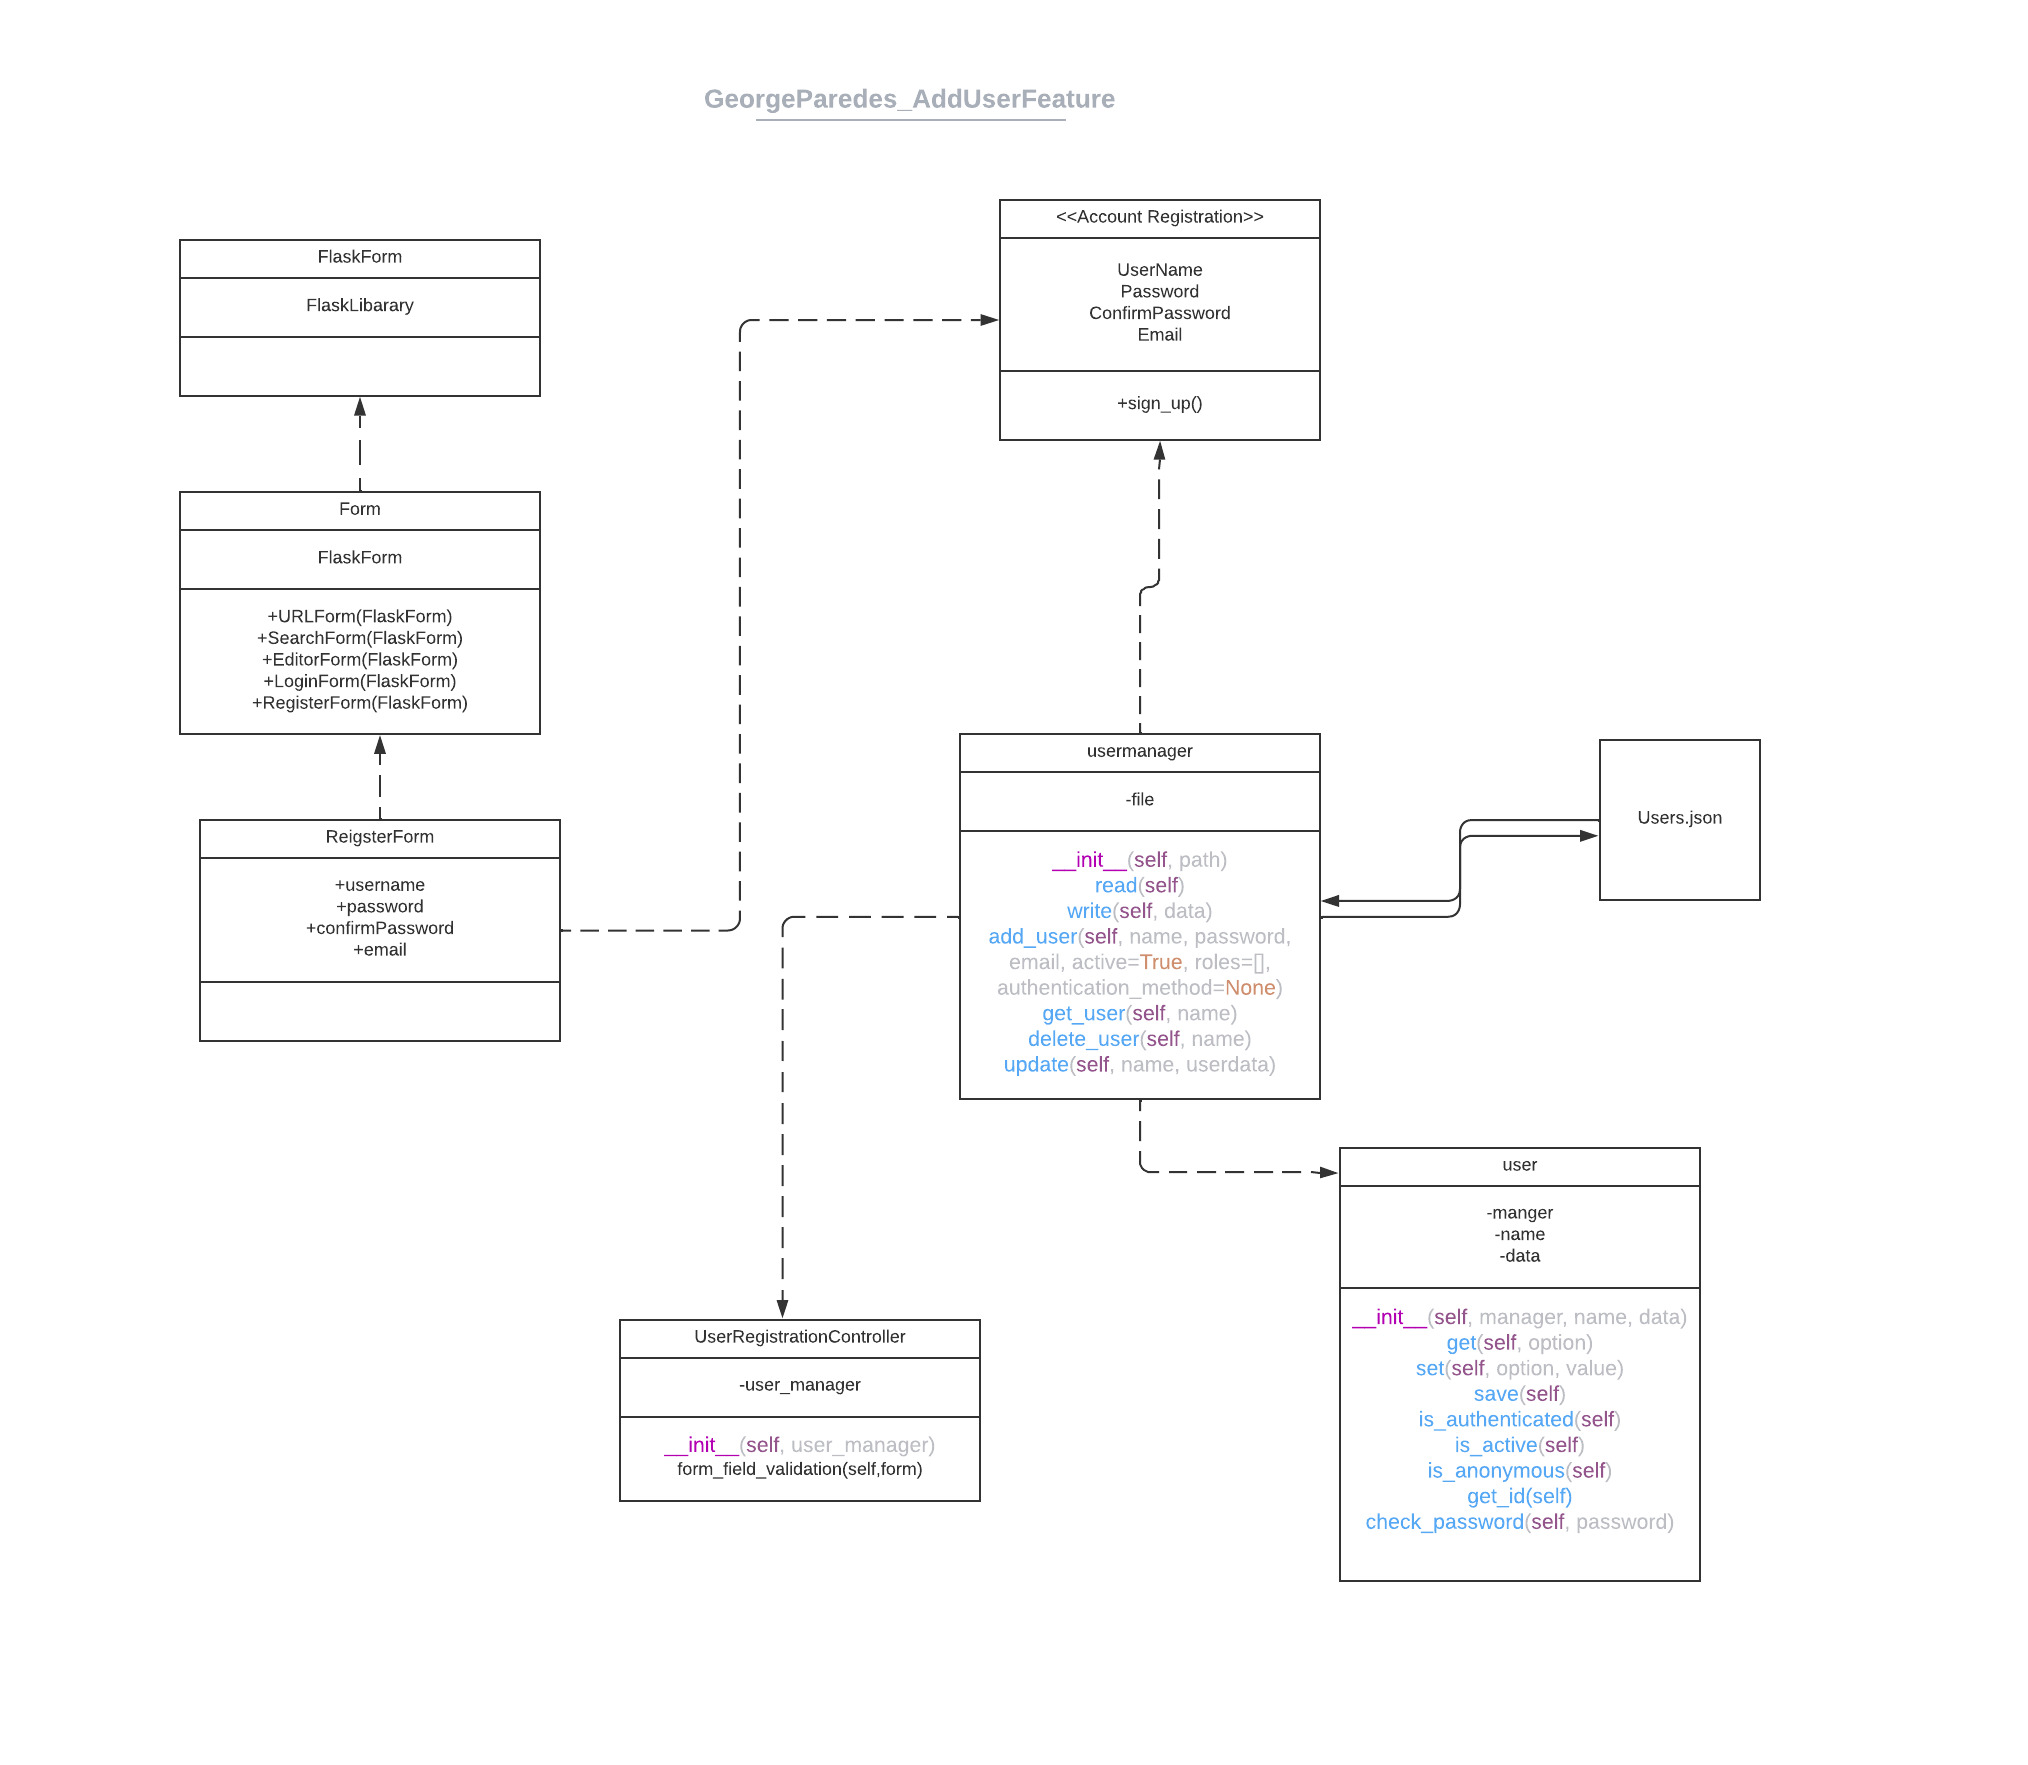 GeorgeParedes_AddUserFeature
<<Account Registration>>
UserName
Password
ConfirmPassword
Email
+sign_up()
FlaskForm
FlaskLibarary
Form
FlaskForm
+URLForm(FlaskForm)
+SearchForm(FlaskForm)
+EditorForm(FlaskForm)
+LoginForm(FlaskForm)
+RegisterForm(FlaskForm)
ReigsterForm
+username
+password
+confirmPassword
+email
usermanager
-file
__init__(self, path)
read(self)
write(self, data)
add_user(self, name, password,
email, active=True, roles=[],
authentication_method=None)
get_user(self, name)
delete_user(self, name)
update(self, name, userdata)
Users.json
user
-manger
-name
-data
__init__(self, manager, name, data)
get(self, option)
set(self, option, value)
save(self)
is_authenticated(self)
is_active(self)
is_anonymous(self)
get_id(self)
check_password(self, password)
UserRegistrationController
-user_manager
__init__(self, user_manager)
form_field_validation(self,form)